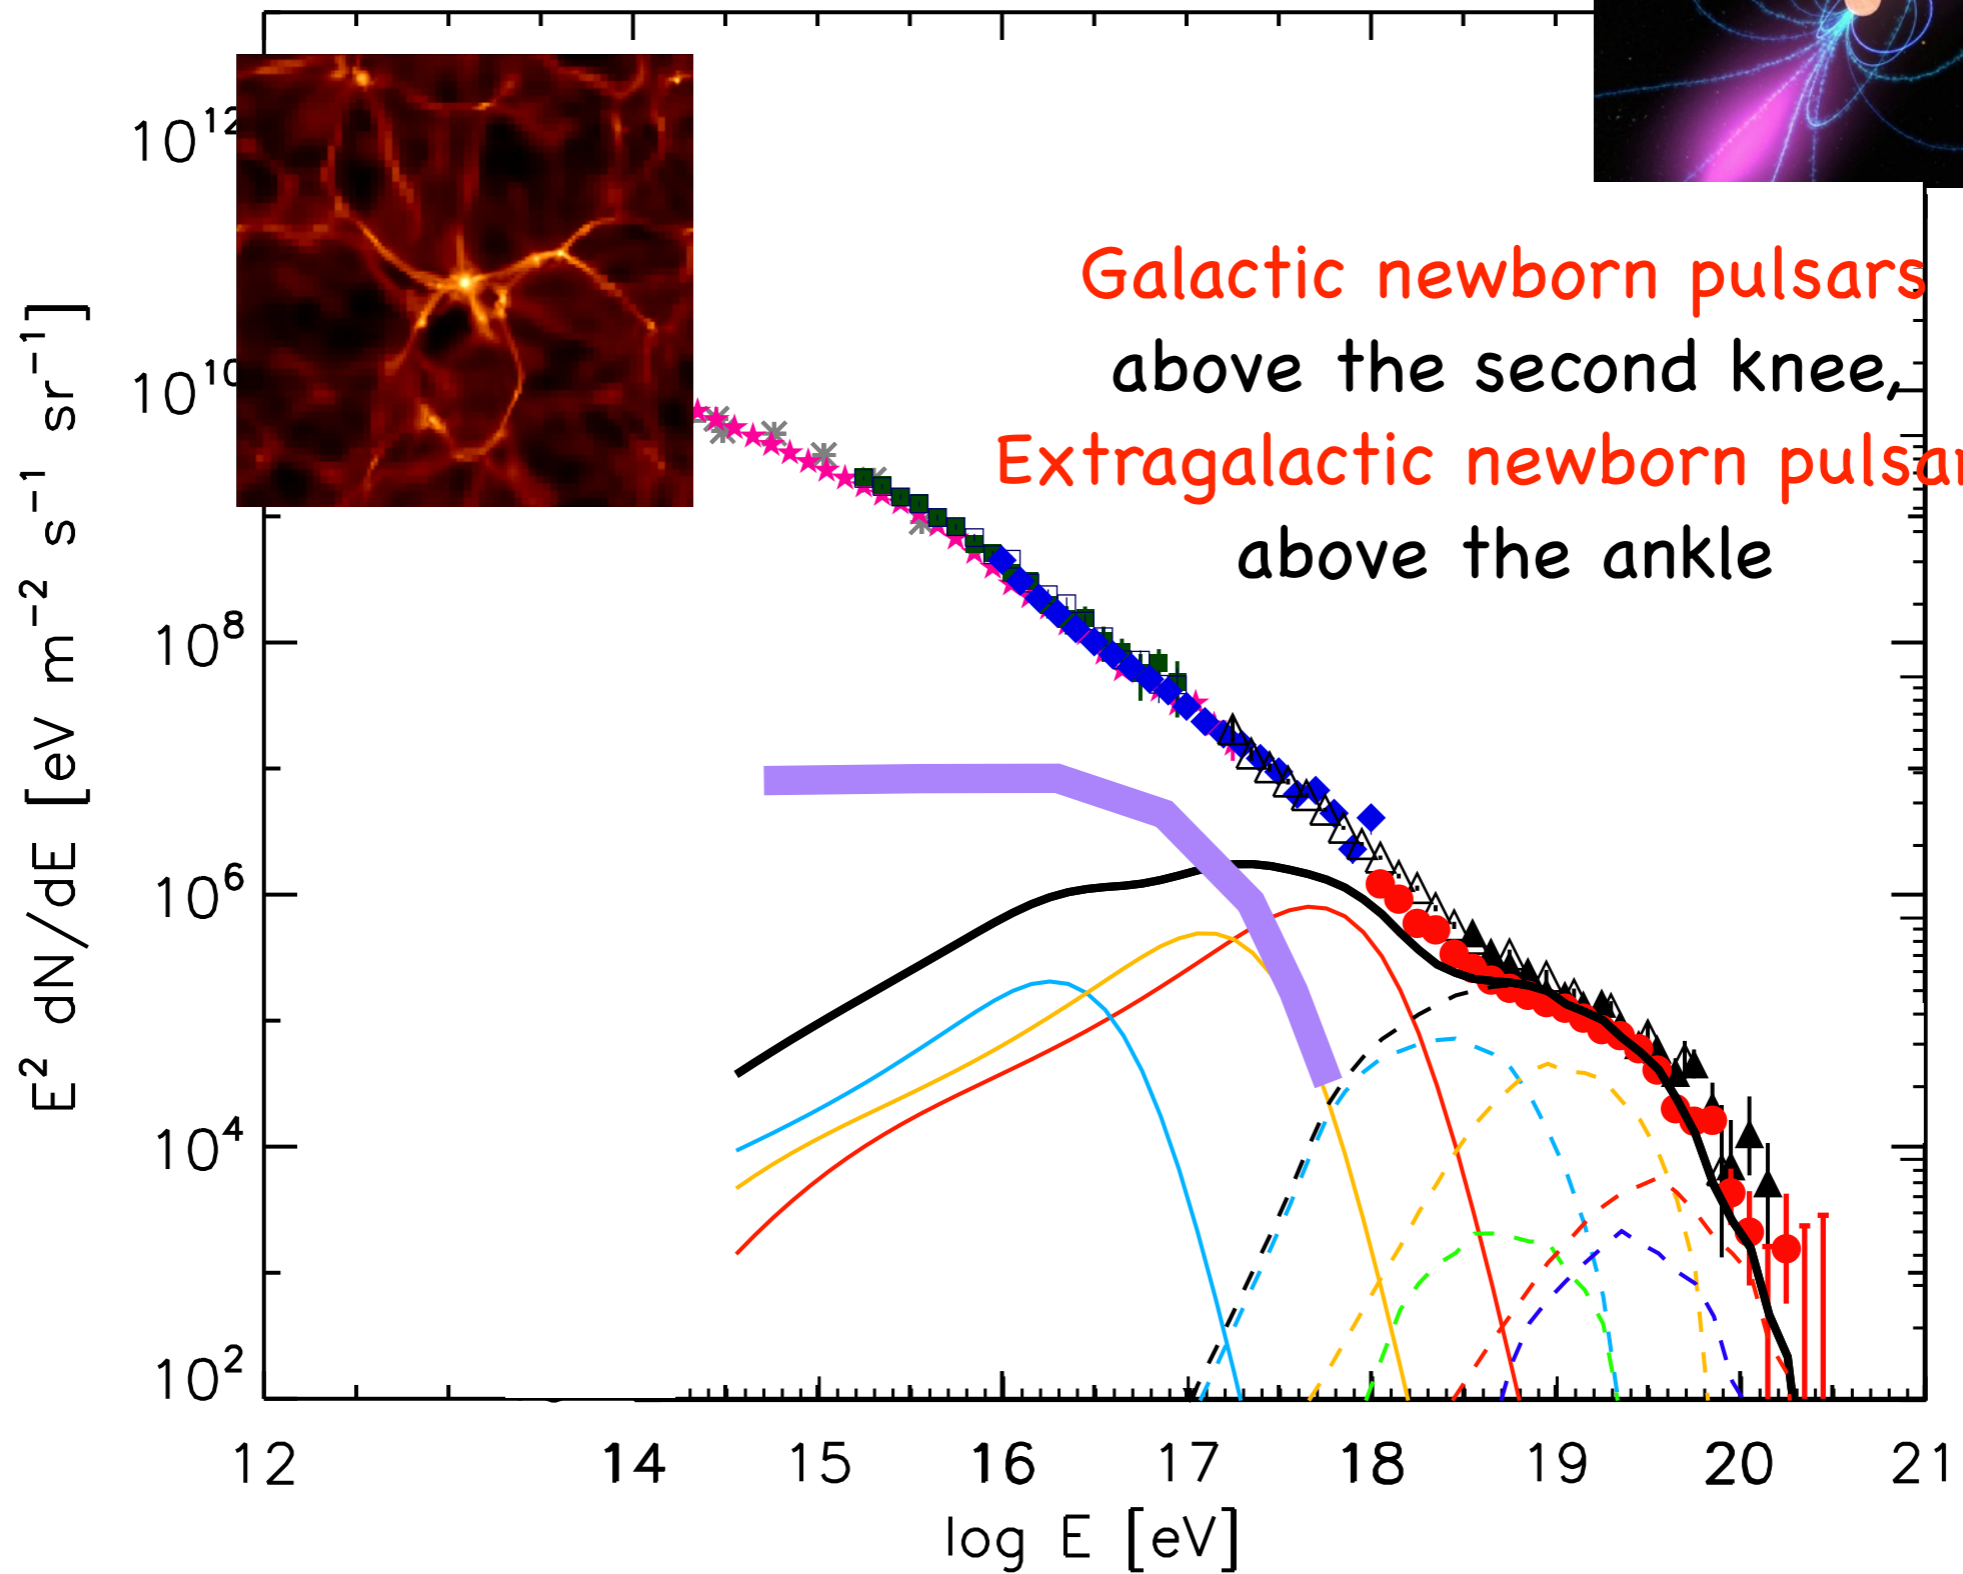 10¹²
10¹⁰
10⁸
10⁶
10⁴
10²
E² dN/dE [eV m⁻² s⁻¹ sr⁻¹]
Galactic newborn pulsars
above the second knee,
Extragalactic newborn pulsar
above the ankle
12 14 15 16 17 18 19 20 21
log E [eV]